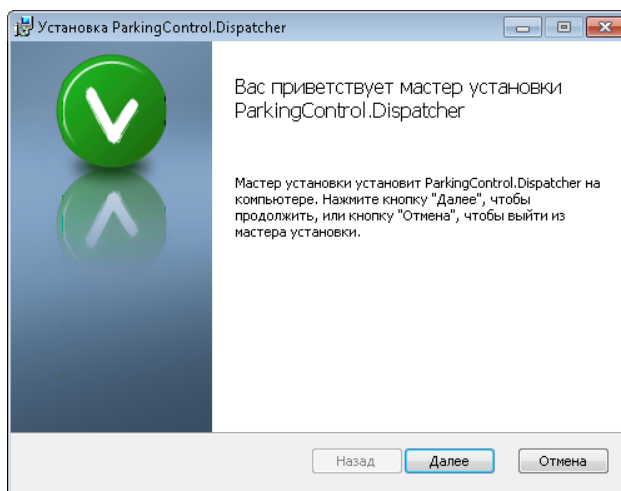 Установка ParkingControl.Dispatcher
Вас приветствует мастер установки
ParkingControl.Dispatcher
Мастер установки установит ParkingControl.Dispatcher на
компьютере. Нажмите кнопку "Далее", чтобы
продолжить, или кнопку "Отмена", чтобы выйти из
мастера установки.
Назад Далее Отмена